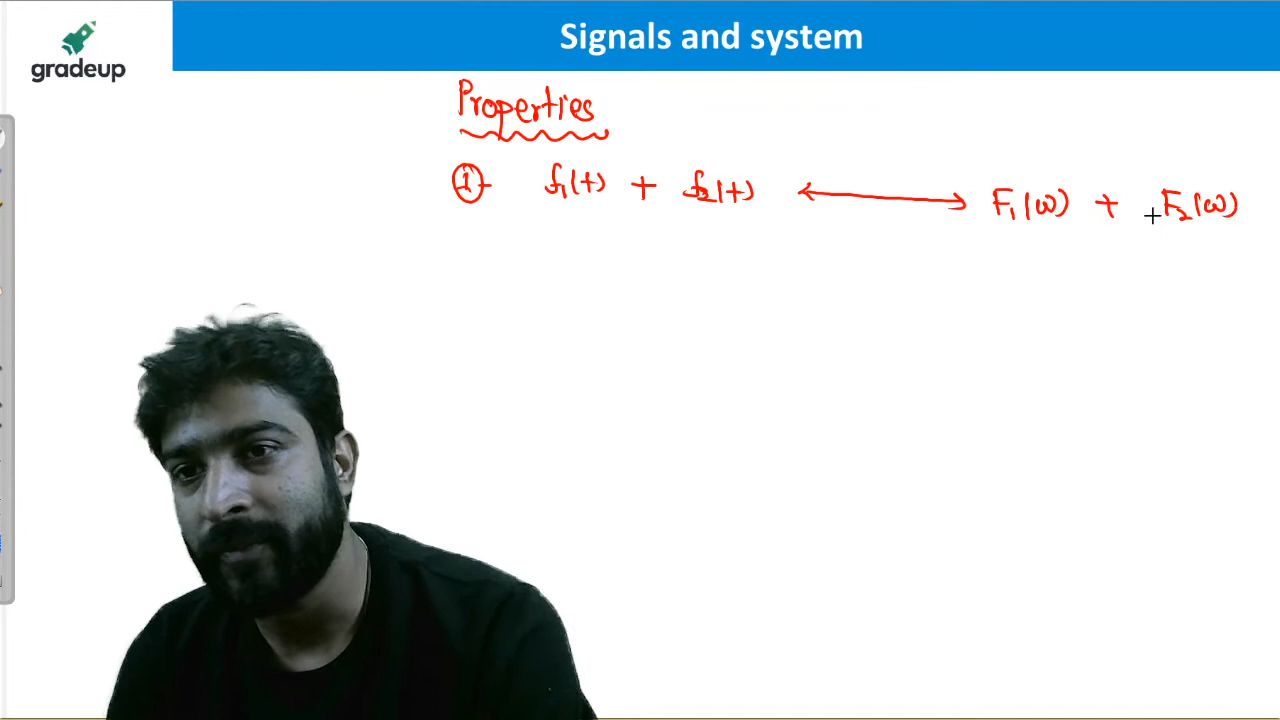 Signals and system
gradeup
Properties
① f₁(t) + f₂(t) ⟷ F₁(ω) + F₂(ω)